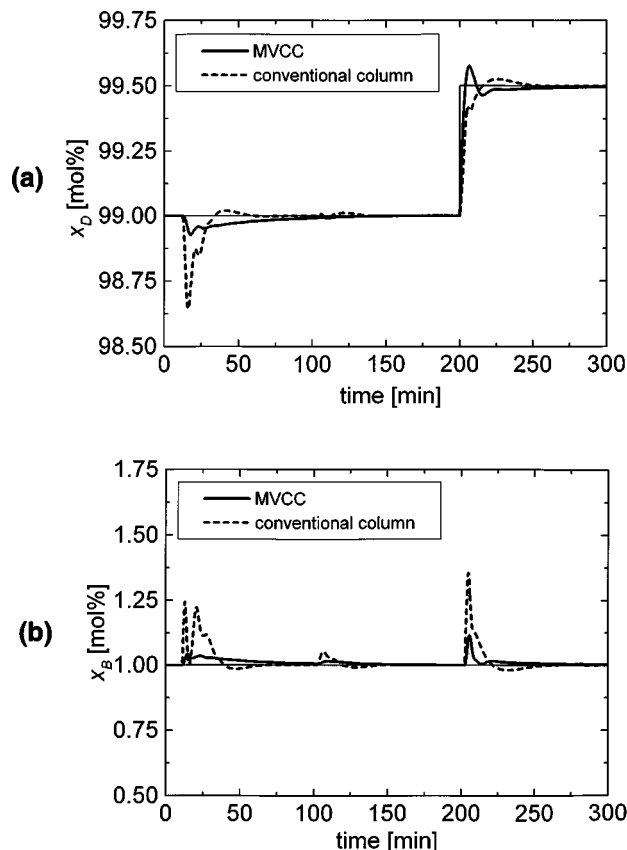 (a)
x_D [mol%]
99.75
99.50
99.25
99.00
98.75
98.50
MVCC
conventional column
0 50 100 150 200 250 300
time [min]
(b)
x_B [mol%]
1.75
1.50
1.25
1.00
0.75
0.50
MVCC
conventional column
0 50 100 150 200 250 300
time [min]